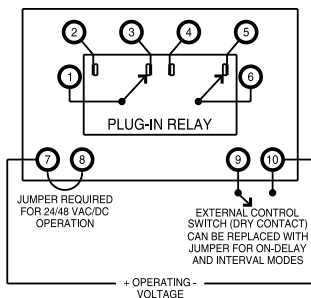 2 3 4 5
1 6
PLUG-IN RELAY
7 8 9 10
JUMPER REQUIRED
FOR 24/48 VAC/DC
OPERATION
EXTERNAL CONTROL
SWITCH (DRY CONTACT)
CAN BE REPLACED WITH
JUMPER FOR ON-DELAY
AND INTERVAL MODES
+ OPERATING -
VOLTAGE